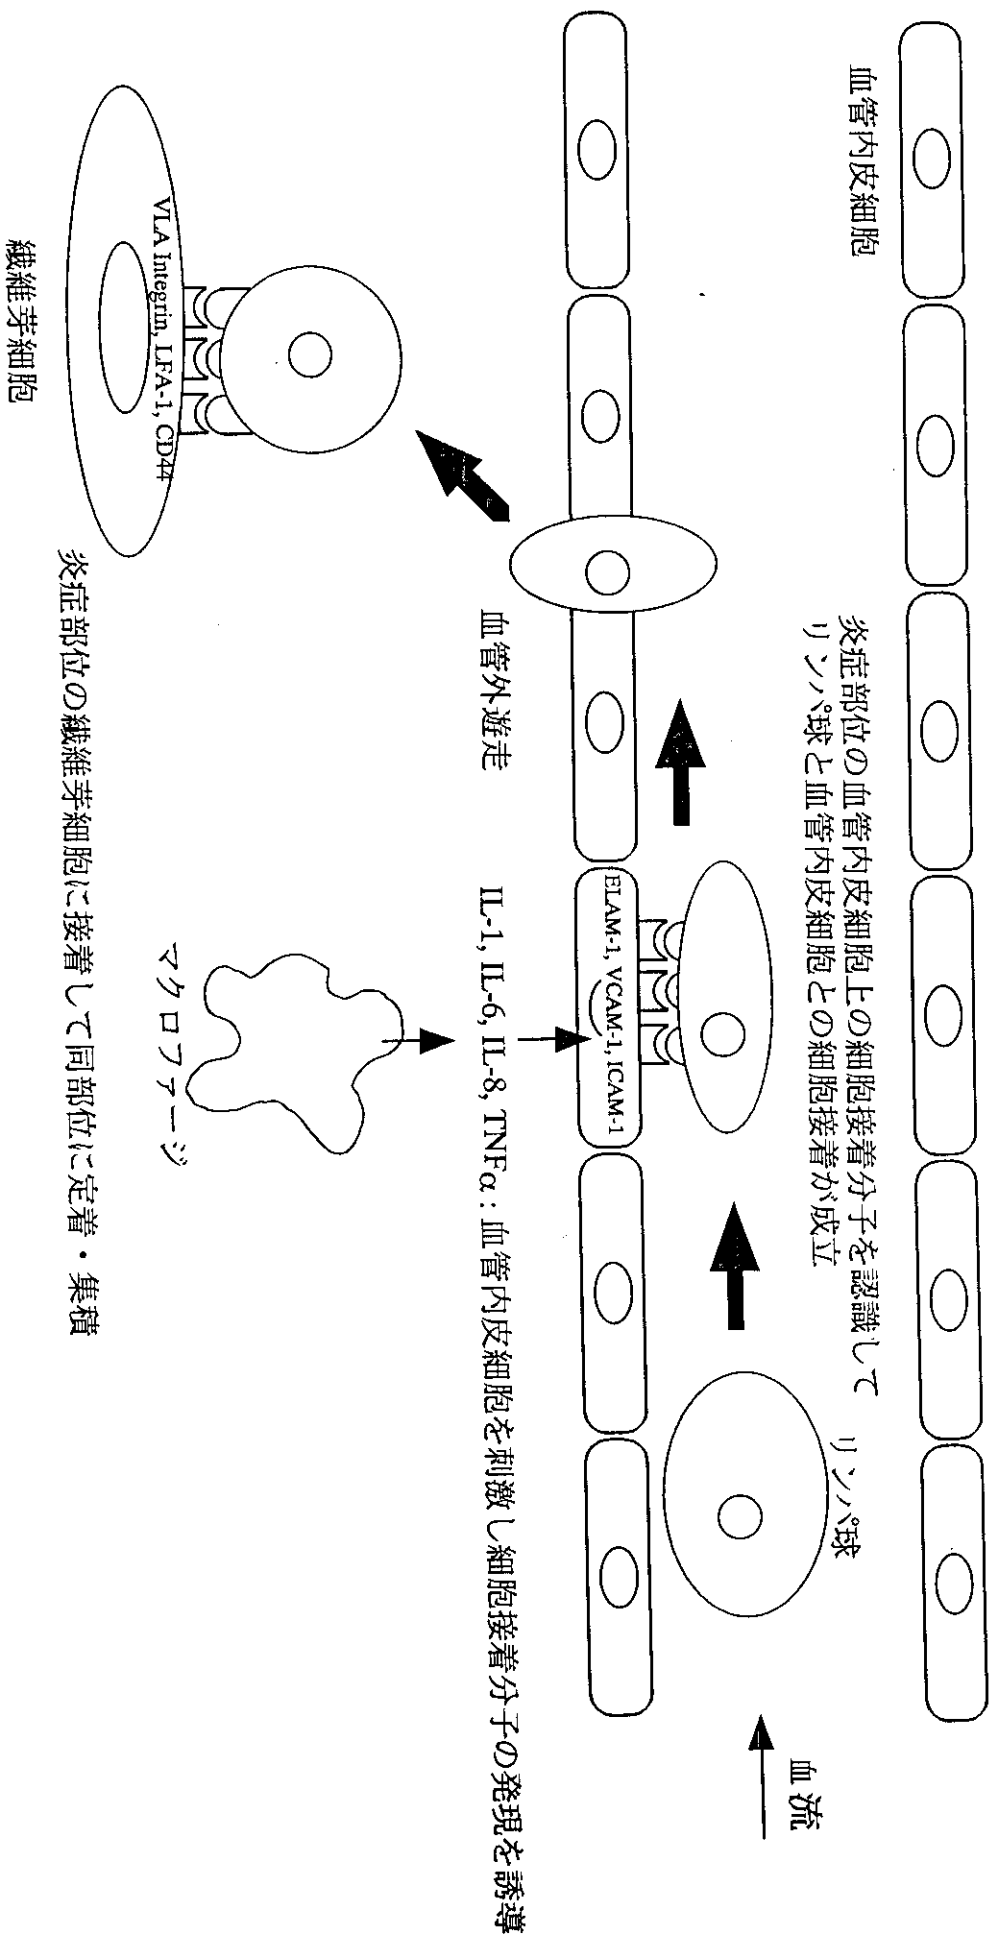 血管内皮細胞
血流
リンパ球
炎症部位の血管内皮細胞上の細胞接着分子を認識して
リンパ球と血管内皮細胞との細胞接着が成立
ELAM-1, VCAM-1, ICAM-1
血管外遊走
IL-1, IL-6, IL-8, TNFα : 血管内皮細胞を刺激し細胞接着分子の発現を誘導
マクロファージ
VLA Integrin, LFA-1, CD44
繊維芽細胞
炎症部位の繊維芽細胞に接着して同部位に定着・集積